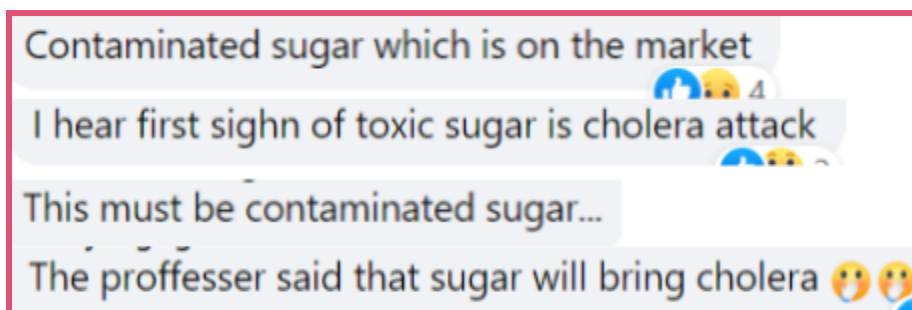 Contaminated sugar which is on the market
4
I hear first sighn of toxic sugar is cholera attack
This must be contaminated sugar...
The proffesser said that sugar will bring cholera 🫢🫢